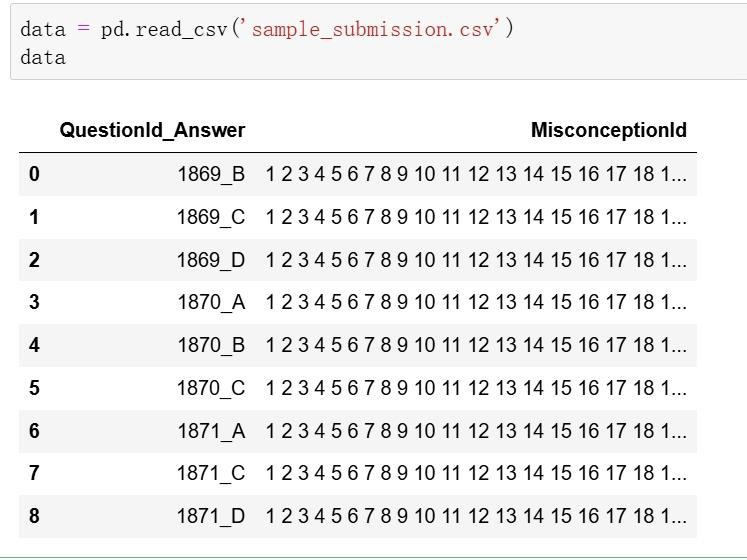 data = pd.read_csv('sample_submission.csv')
data
QuestionId_Answer MisconceptionId
0 1869_B 1 2 3 4 5 6 7 8 9 10 11 12 13 14 15 16 17 18 1...
1 1869_C 1 2 3 4 5 6 7 8 9 10 11 12 13 14 15 16 17 18 1...
2 1869_D 1 2 3 4 5 6 7 8 9 10 11 12 13 14 15 16 17 18 1...
3 1870_A 1 2 3 4 5 6 7 8 9 10 11 12 13 14 15 16 17 18 1...
4 1870_B 1 2 3 4 5 6 7 8 9 10 11 12 13 14 15 16 17 18 1...
5 1870_C 1 2 3 4 5 6 7 8 9 10 11 12 13 14 15 16 17 18 1...
6 1871_A 1 2 3 4 5 6 7 8 9 10 11 12 13 14 15 16 17 18 1...
7 1871_C 1 2 3 4 5 6 7 8 9 10 11 12 13 14 15 16 17 18 1...
8 1871_D 1 2 3 4 5 6 7 8 9 10 11 12 13 14 15 16 17 18 1...